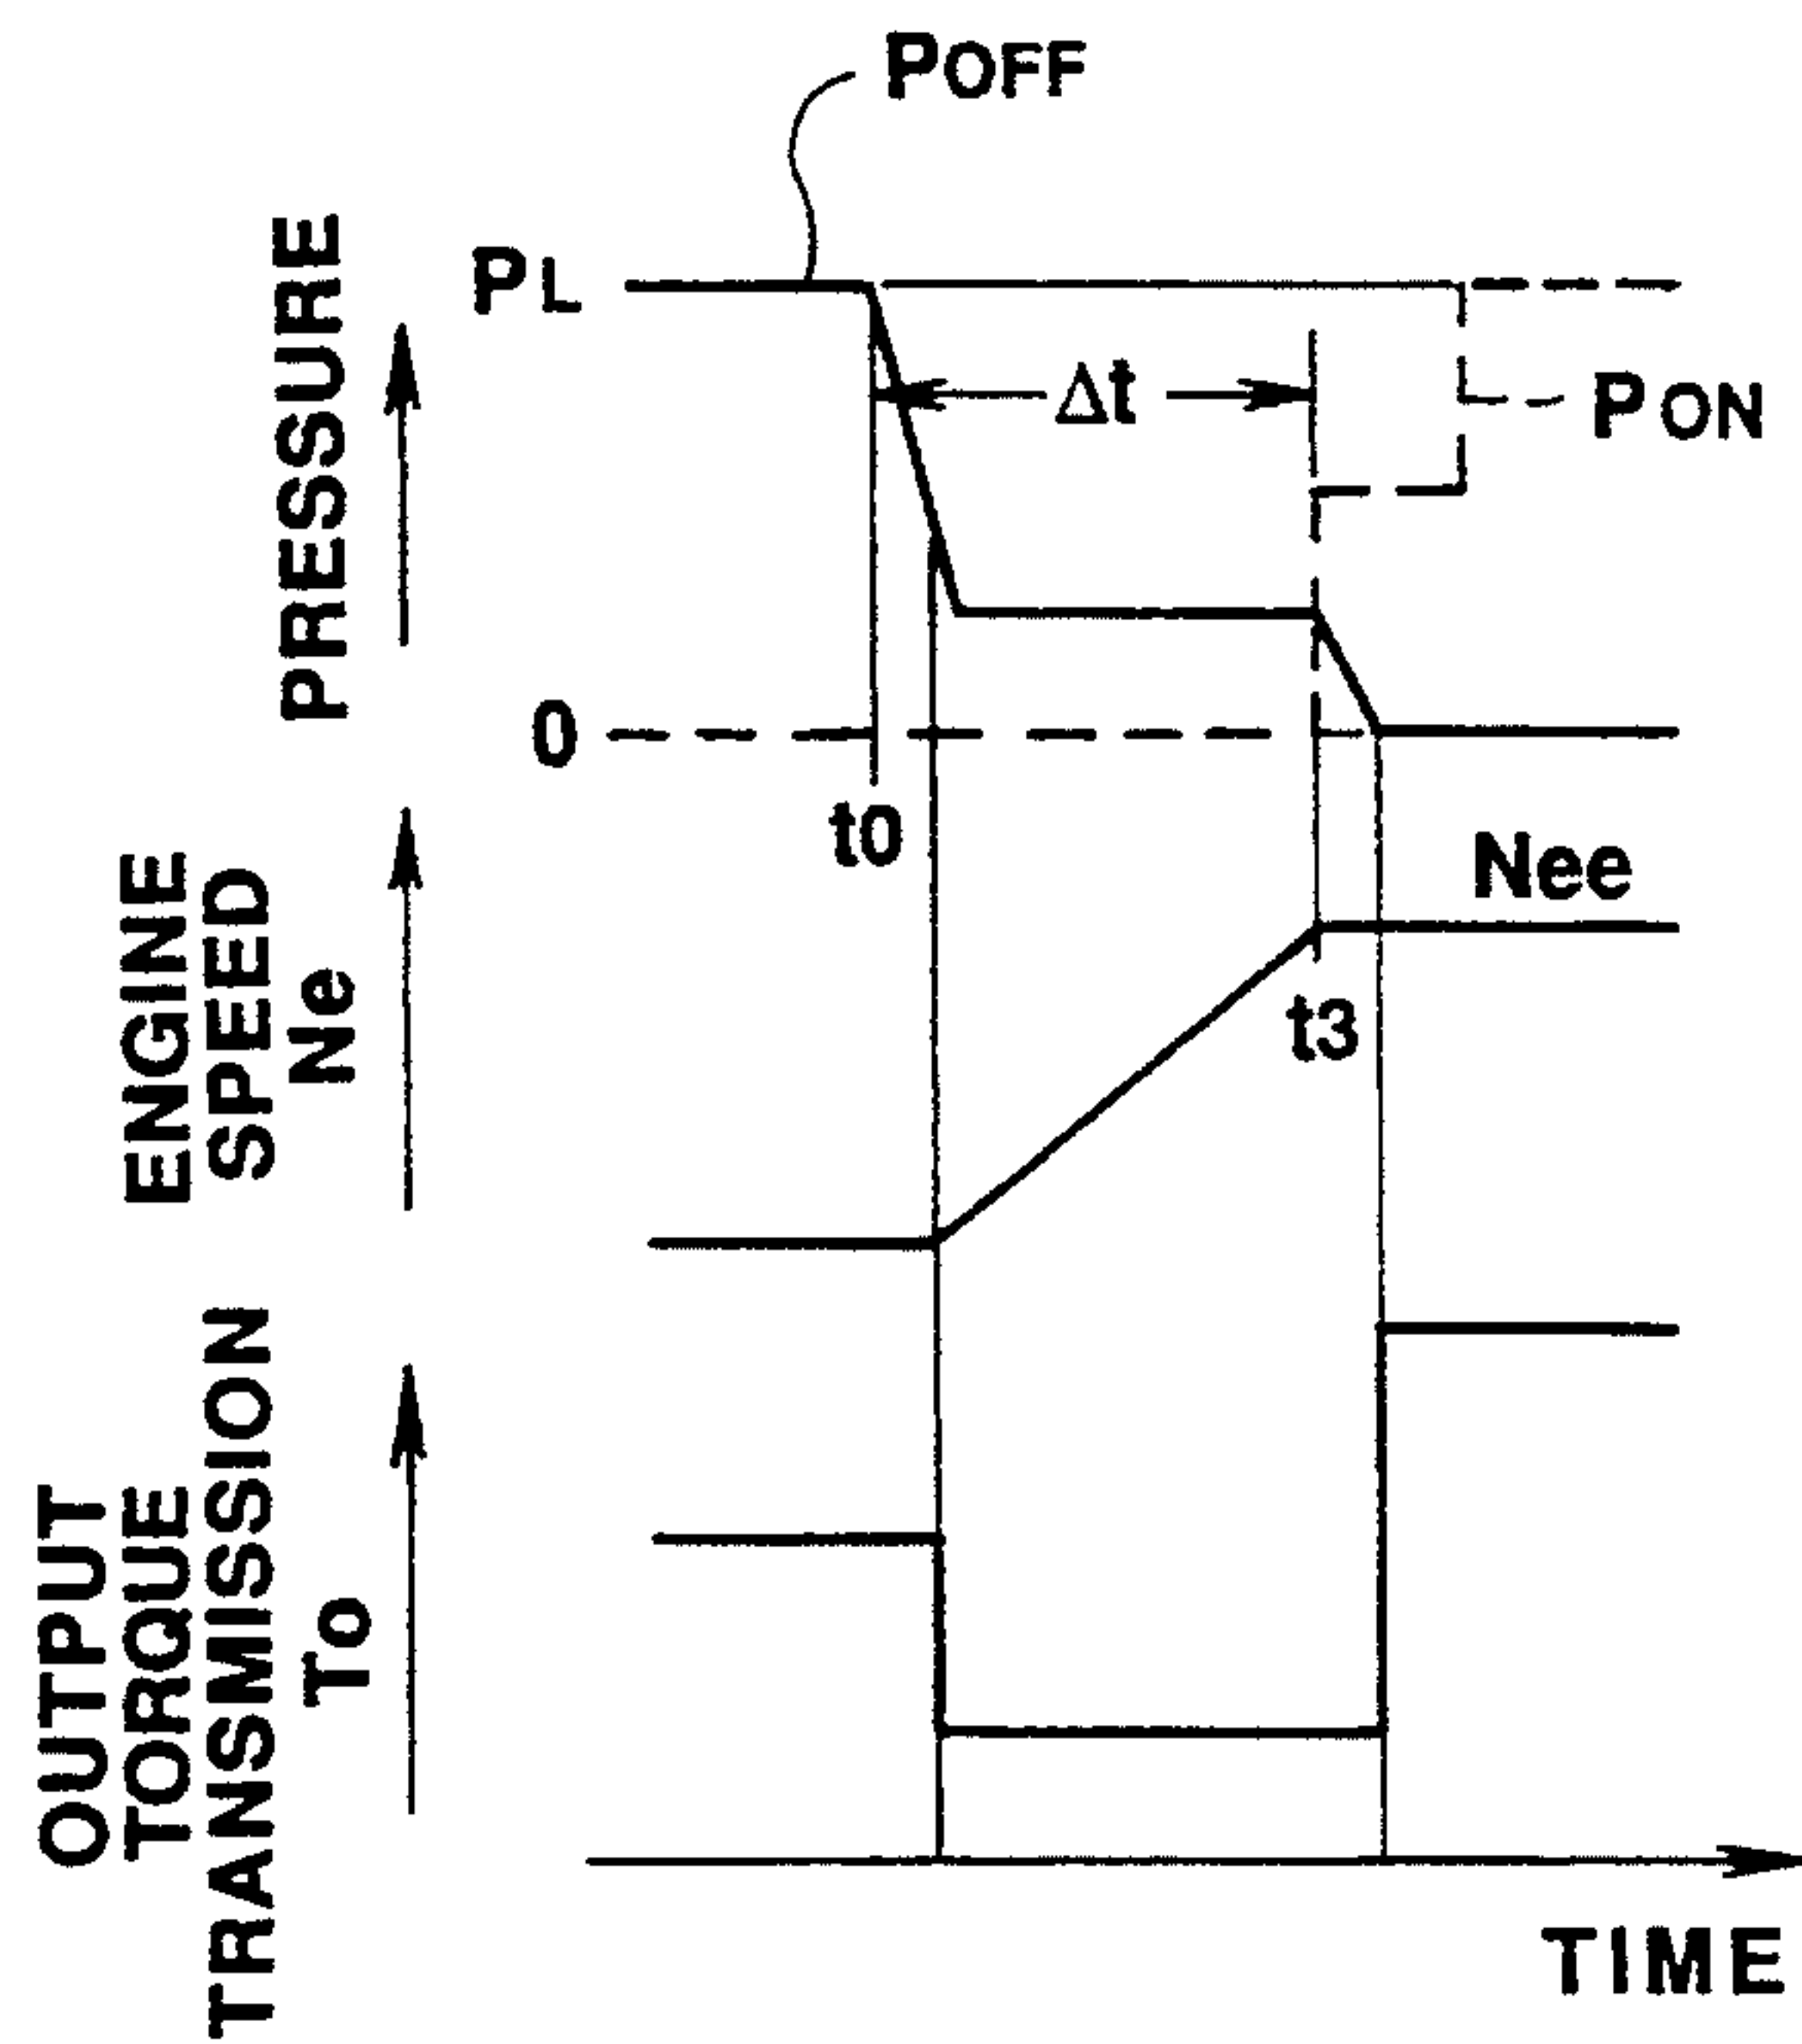 POFF
PL
PRESSURE
Δt
PON
0
t0
ENGINE
SPEED
Ne
Nee
t3
OUTPUT
TORQUE
TRANSMISSION
To
TIME